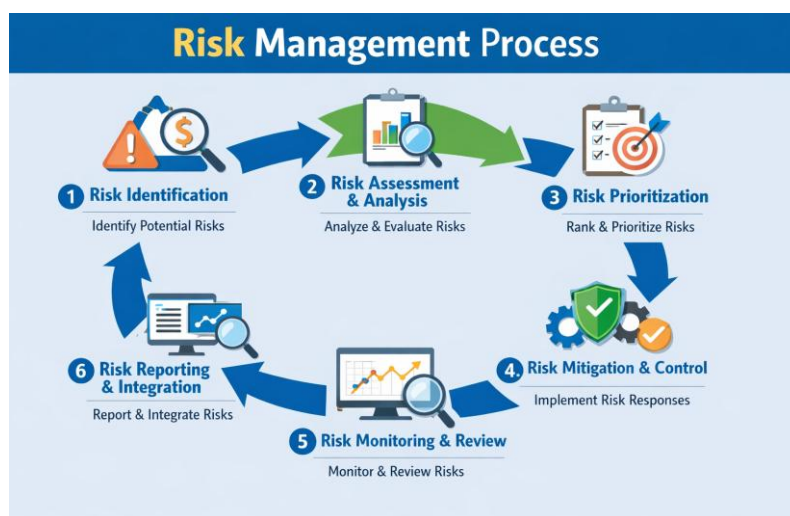 Risk Management Process
1 Risk Identification
Identify Potential Risks
2 Risk Assessment
& Analysis
Analyze & Evaluate Risks
3 Risk Prioritization
Rank & Prioritize Risks
4. Risk Mitigation & Control
Implement Risk Responses
5 Risk Monitoring & Review
Monitor & Review Risks
6 Risk Reporting
& Integration
Report & Integrate Risks
$